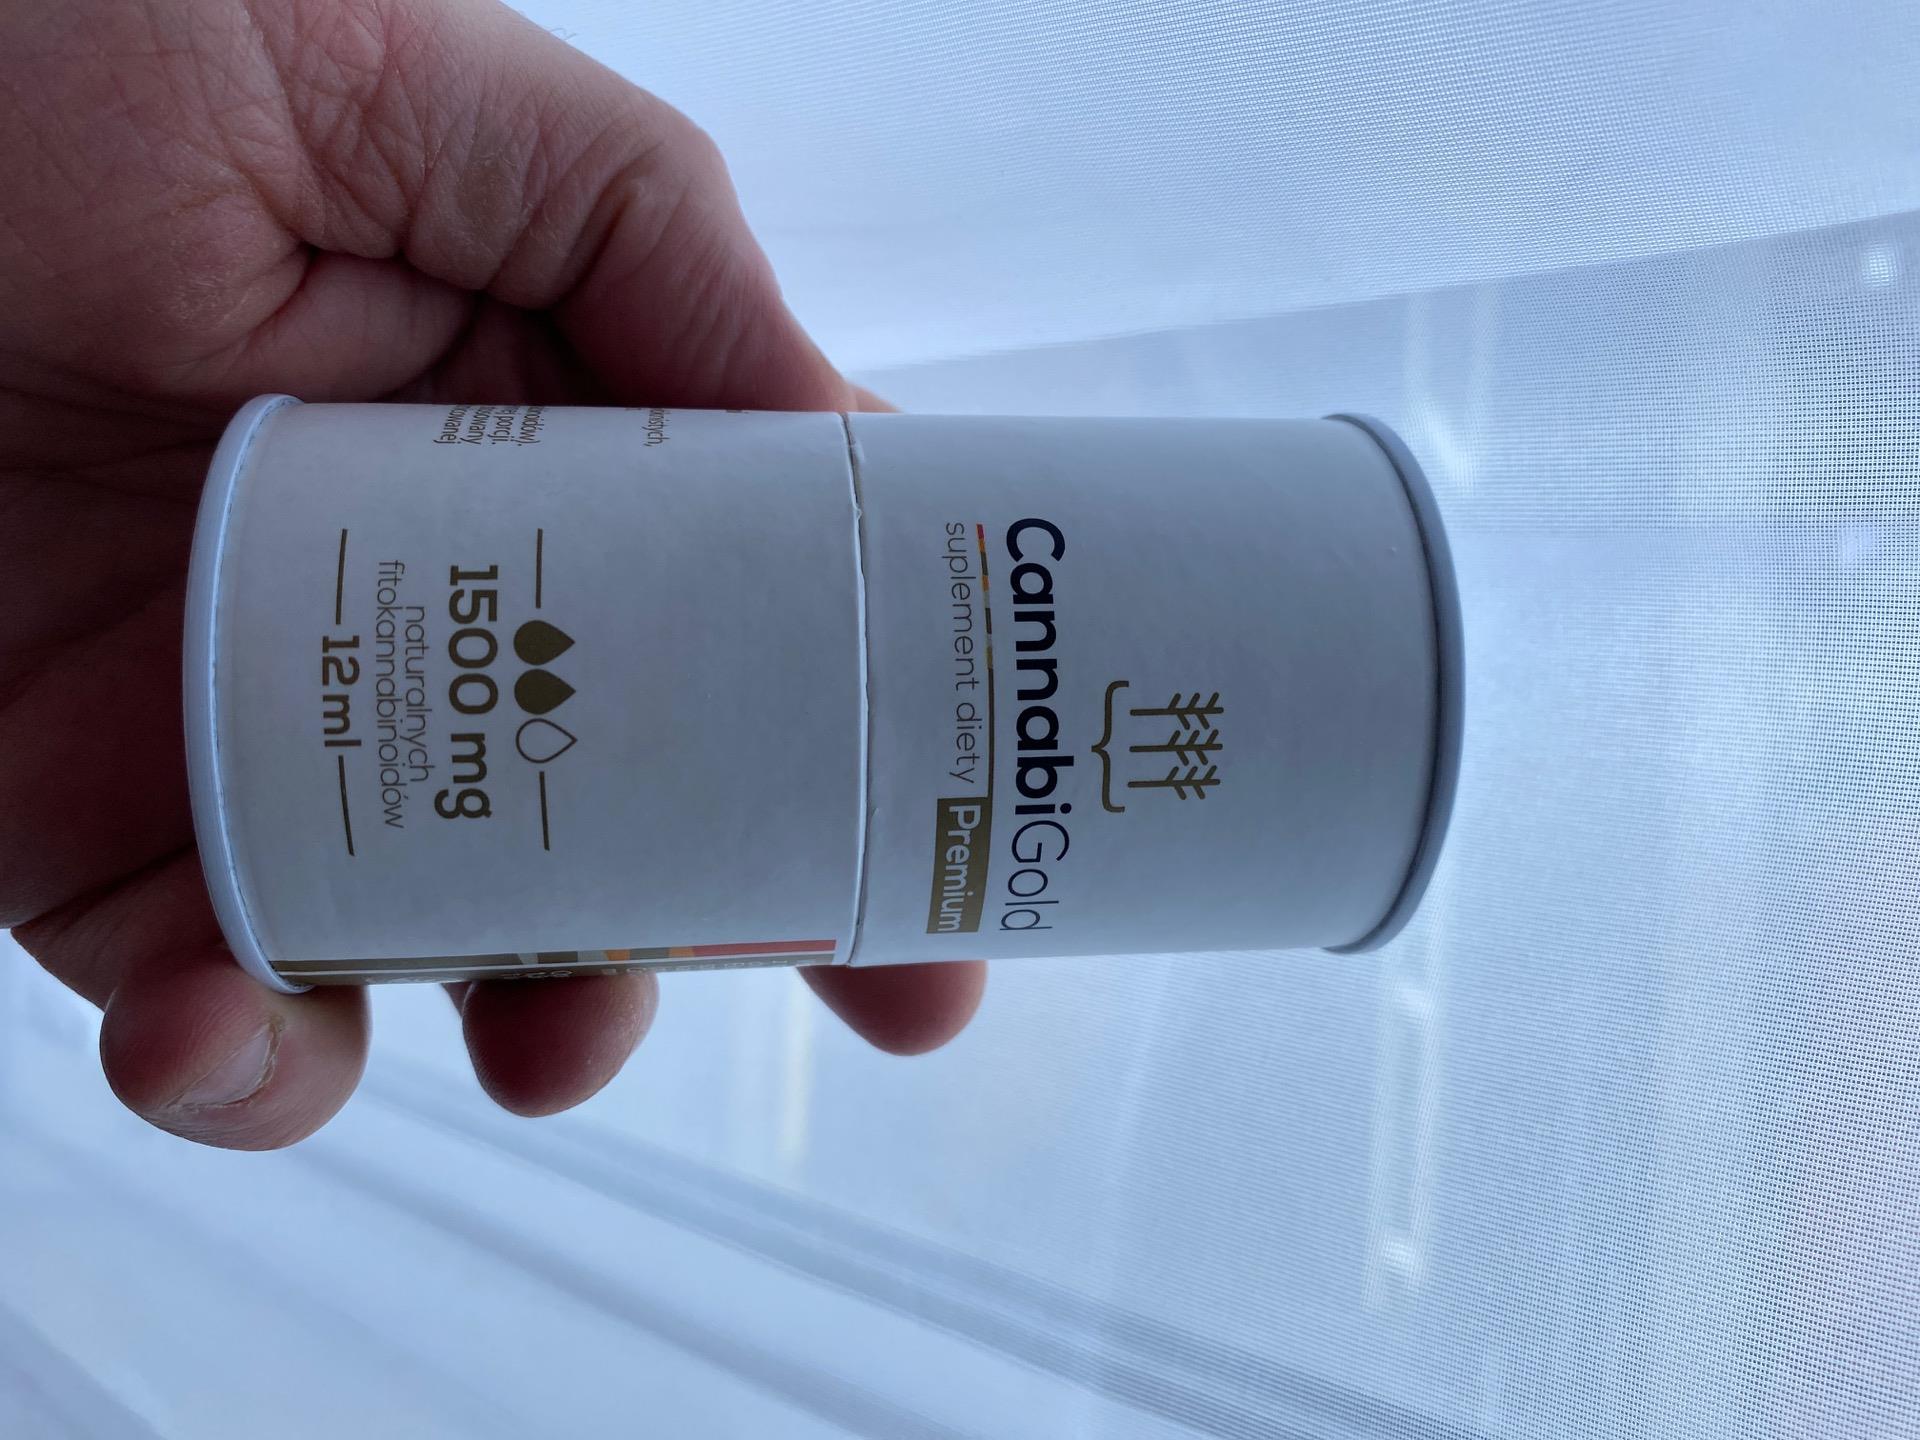 CannabiGold
suplement diety Premium
1500 mg
naturalnych
fitokannabinoidów
12 ml